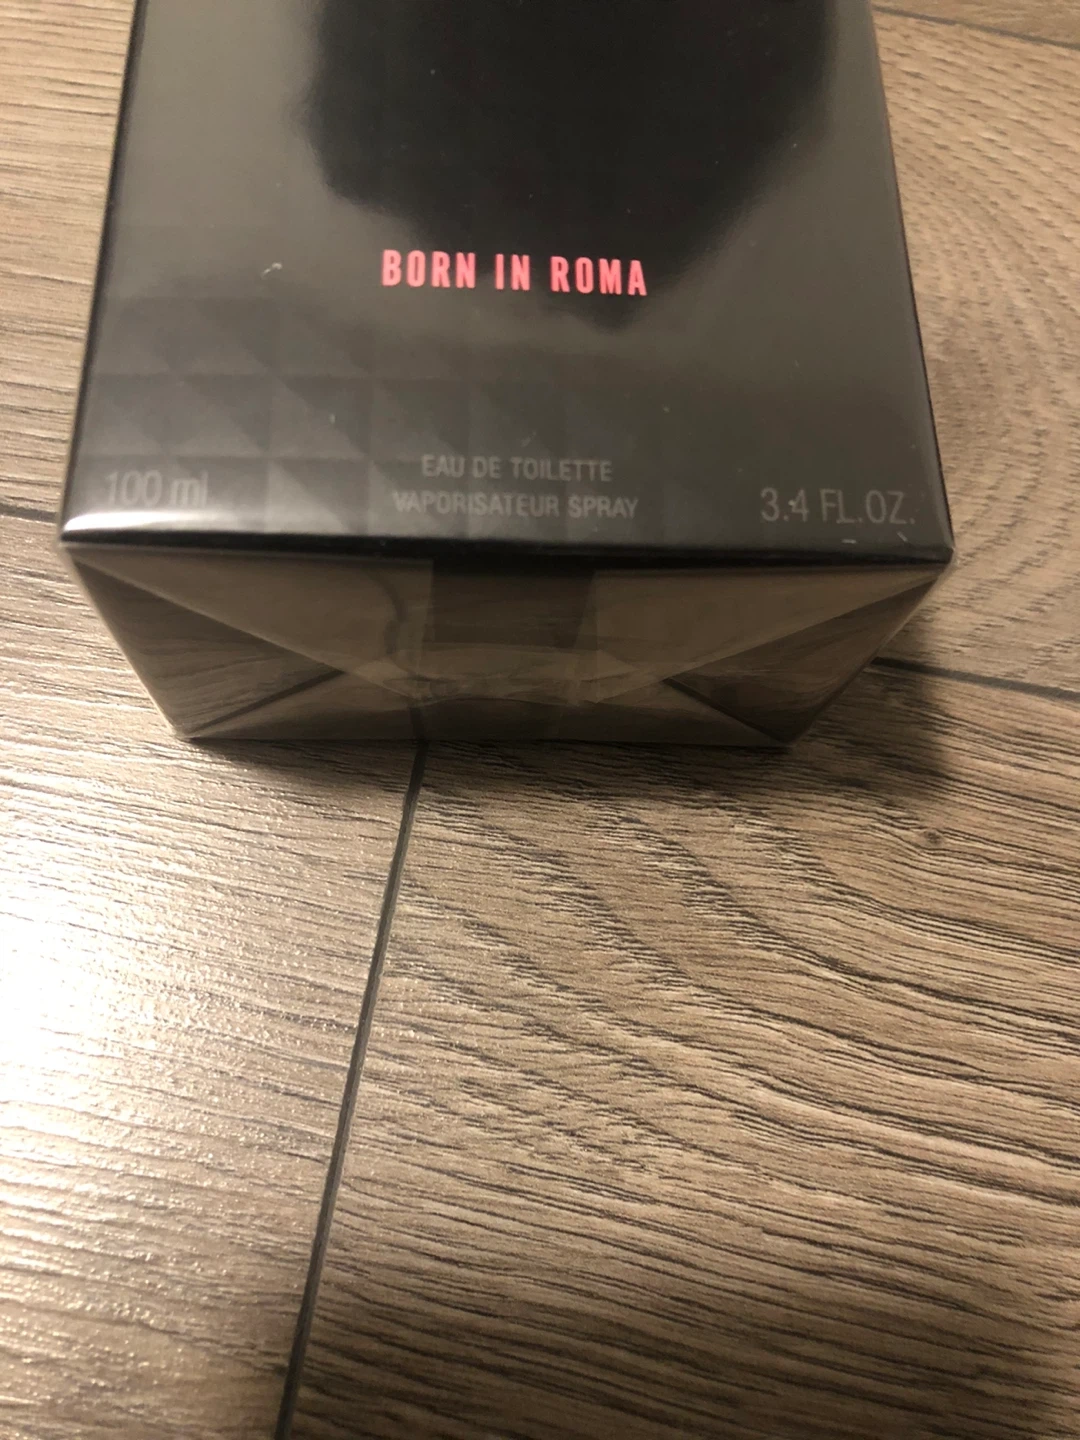 BORN IN ROMA
EAU DE TOILETTE
100 ml VAPORISATEUR SPRAY 3.4 FL.OZ.